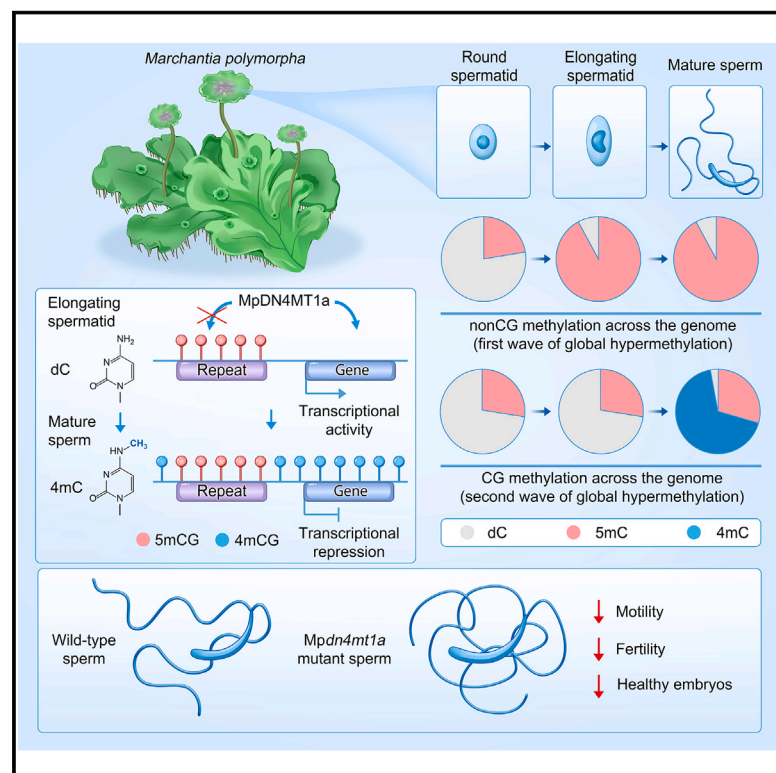 Marchantia polymorpha
Round
spermatid
Elongating
spermatid
Mature sperm
nonCG methylation across the genome
(first wave of global hypermethylation)
CG methylation across the genome
(second wave of global hypermethylation)
dC
5mC
4mC
Elongating
spermatid
dC
NH₂
N
O
N
Mature
sperm
4mC
HN
CH₃
N
O
N
MpDN4MT1a
Repeat
Gene
Transcriptional
activity
Repeat
Gene
Transcriptional
repression
5mCG
4mCG
Wild-type
sperm
Mpdn4mt1a
mutant sperm
Motility
Fertility
Healthy embryos